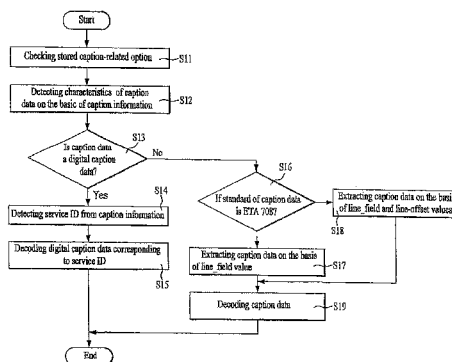 Start
Checking stored caption-related option
S11
Detecting characteristics of caption
data on the basic of caption information
S12
S13
Is caption data
a digital caption
data?
No
Yes
S14
Detecting service ID from caption information
Decoding digital caption data corresponding
to service ID
S15
S16
If standard of caption data
is ETA 708?
Extracting caption data on the basis
of line_field and line-offset values
S18
Extracting caption data on the basis
of line_field value
S17
Decoding caption data
S19
End